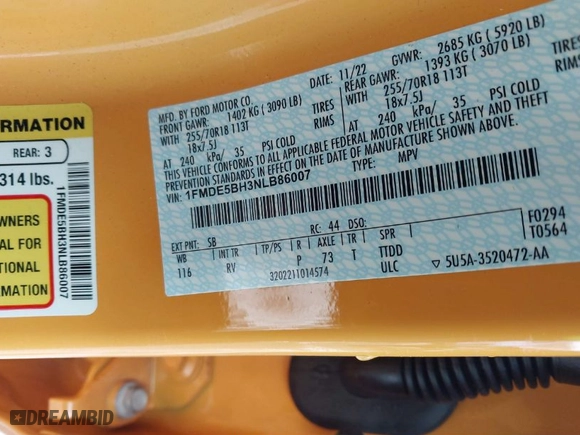 MFD. BY FORD MOTOR CO.
DATE: 11/22 GVWR: 2685 KG ( 5920 LB)
FRONT GAWR: 1402 KG ( 3090 LB) REAR GAWR: 1393 KG ( 3070 LB)
WITH 255/70R18 113T TIRES WITH 255/70R18 113T TIRES
18x7.5J RIMS 18x7.5J RIMS
AT 240 kPa/ 35 PSI COLD AT 240 kPa/ 35 PSI COLD
THIS VEHICLE CONFORMS TO ALL APPLICABLE FEDERAL MOTOR VEHICLE SAFETY AND THEFT
PREVENTION STANDARDS IN EFFECT ON THE DATE OF MANUFACTURE SHOWN ABOVE.
VIN: 1FMDE5BH3NLB86007 TYPE: MPV
F0294
T0564
EXT PNT: SB RC: 44 DSO:
WB INT TR TP/PS R AXLE TR SPR
116 RV P 73 T TTDD
3202211014574 ULC ▽ 5U5A-3520472-AA
ORMATION
REAR: 3
314 lbs.
1FMDE5BH3NLB86007
WNERS
AL FOR
TIONAL
MATION
DREAMBID